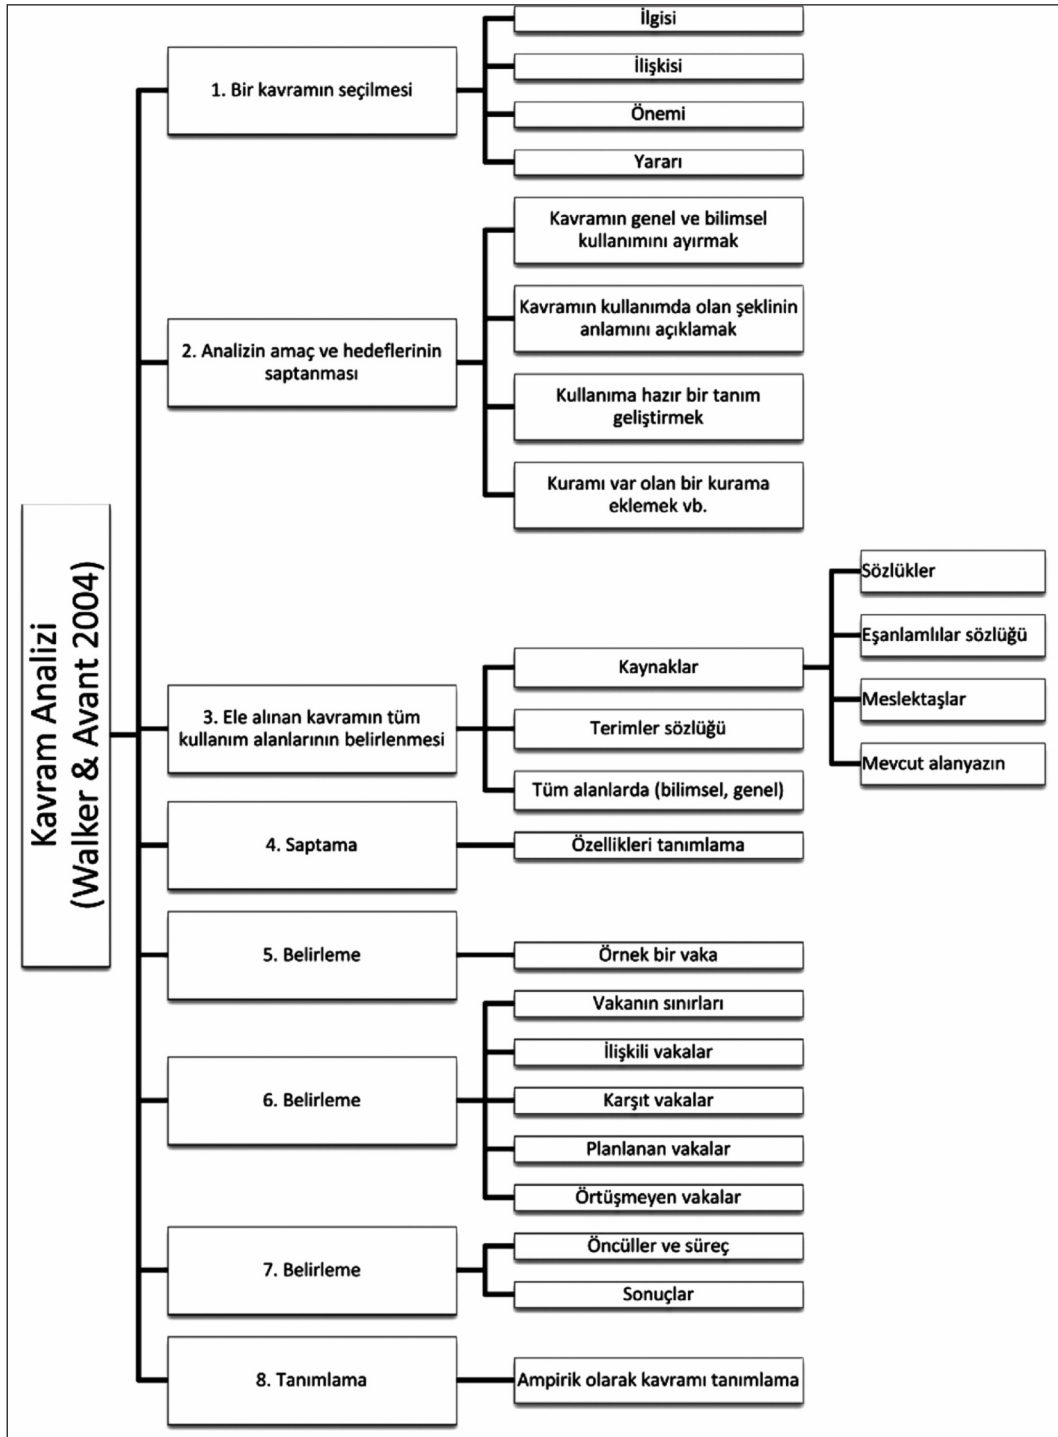 Kavram Analizi
(Walker & Avant 2004)
1. Bir kavramın seçilmesi
İlgisi
İlişkisi
Önemi
Yararı
2. Analizin amaç ve hedeflerinin
saptanması
Kavramın genel ve bilimsel
kullanımını ayırmak
Kavramın kullanımda olan şeklinin
anlamını açıklamak
Kullanıma hazır bir tanım
geliştirmek
Kuramı var olan bir kurama
eklemek vb.
3. Ele alınan kavramın tüm
kullanım alanlarının belirlenmesi
Kaynaklar
Sözlükler
Eşanlamlılar sözlüğü
Meslektaşlar
Mevcut alanyazın
Terimler sözlüğü
Tüm alanlarda (bilimsel, genel)
4. Saptama
Özellikleri tanımlama
5. Belirleme
Örnek bir vaka
6. Belirleme
Vakanın sınırları
İlişkili vakalar
Karşıt vakalar
Planlanan vakalar
Örtüşmeyen vakalar
7. Belirleme
Öncüller ve süreç
Sonuçlar
8. Tanımlama
Ampirik olarak kavramı tanımlama